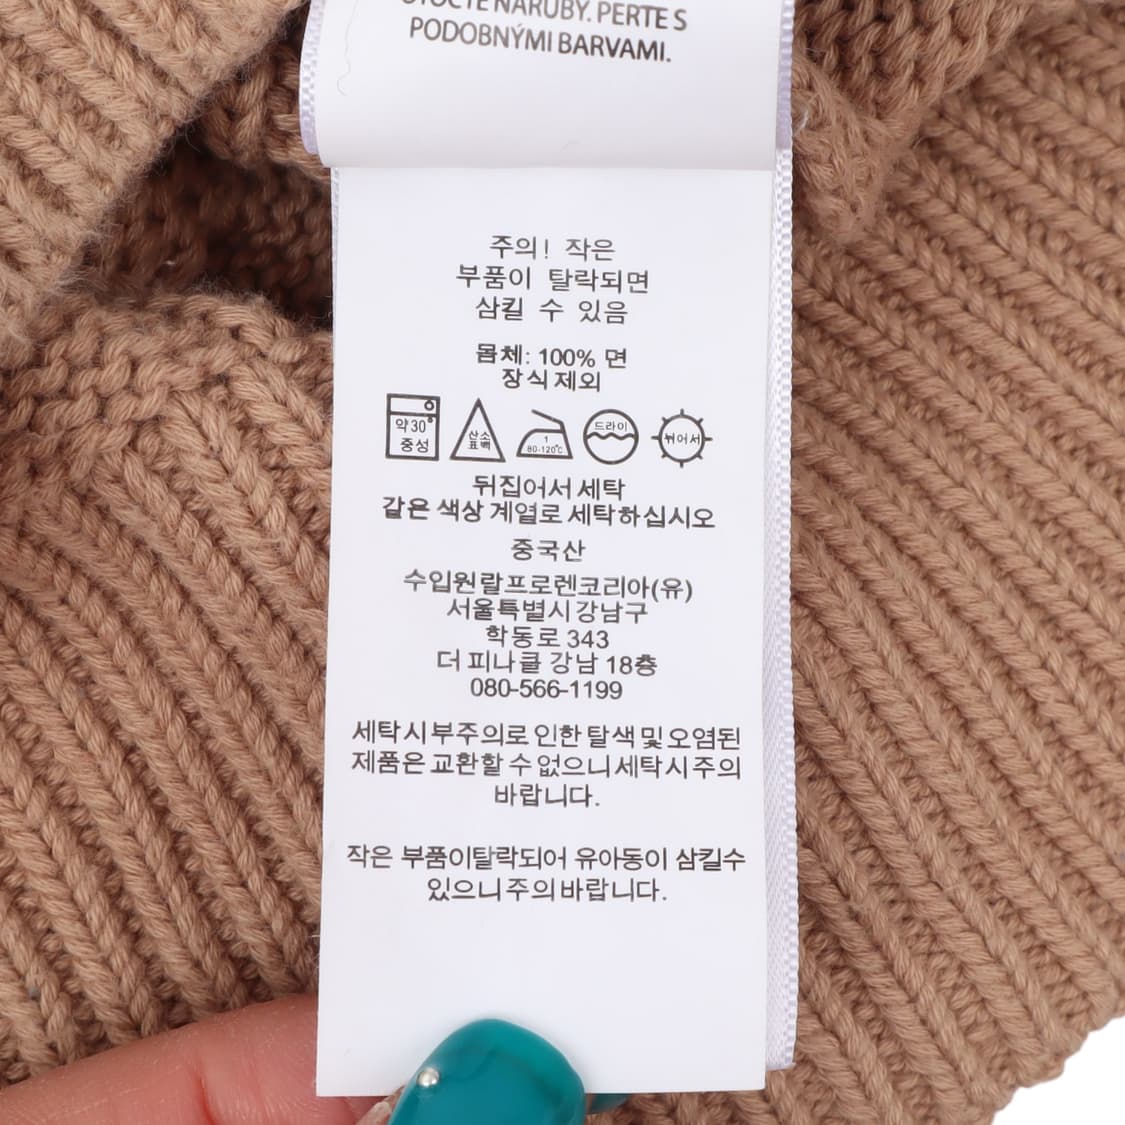 OTOČTE NARUBY. PERTE S
PODOBNÝMI BARVAMI.
주의! 작은
부품이 탈락되면
삼킬 수 있음
몸체: 100% 면
장식제외
약30°
중성
산소
표백
1
80-120°C
드라이
뉘어서
뒤집어서 세탁
같은 색상 계열로 세탁하십시오
중국산
수입원랄프로렌코리아(유)
서울특별시강남구
학동로 343
더 피나클 강남 18층
080-566-1199
세탁시부주의로 인한 탈색및오염된
제품은교환할수없으니세탁시주의
바랍니다.
작은 부품이탈락되어 유아동이 삼킬수
있으니주의바랍니다.